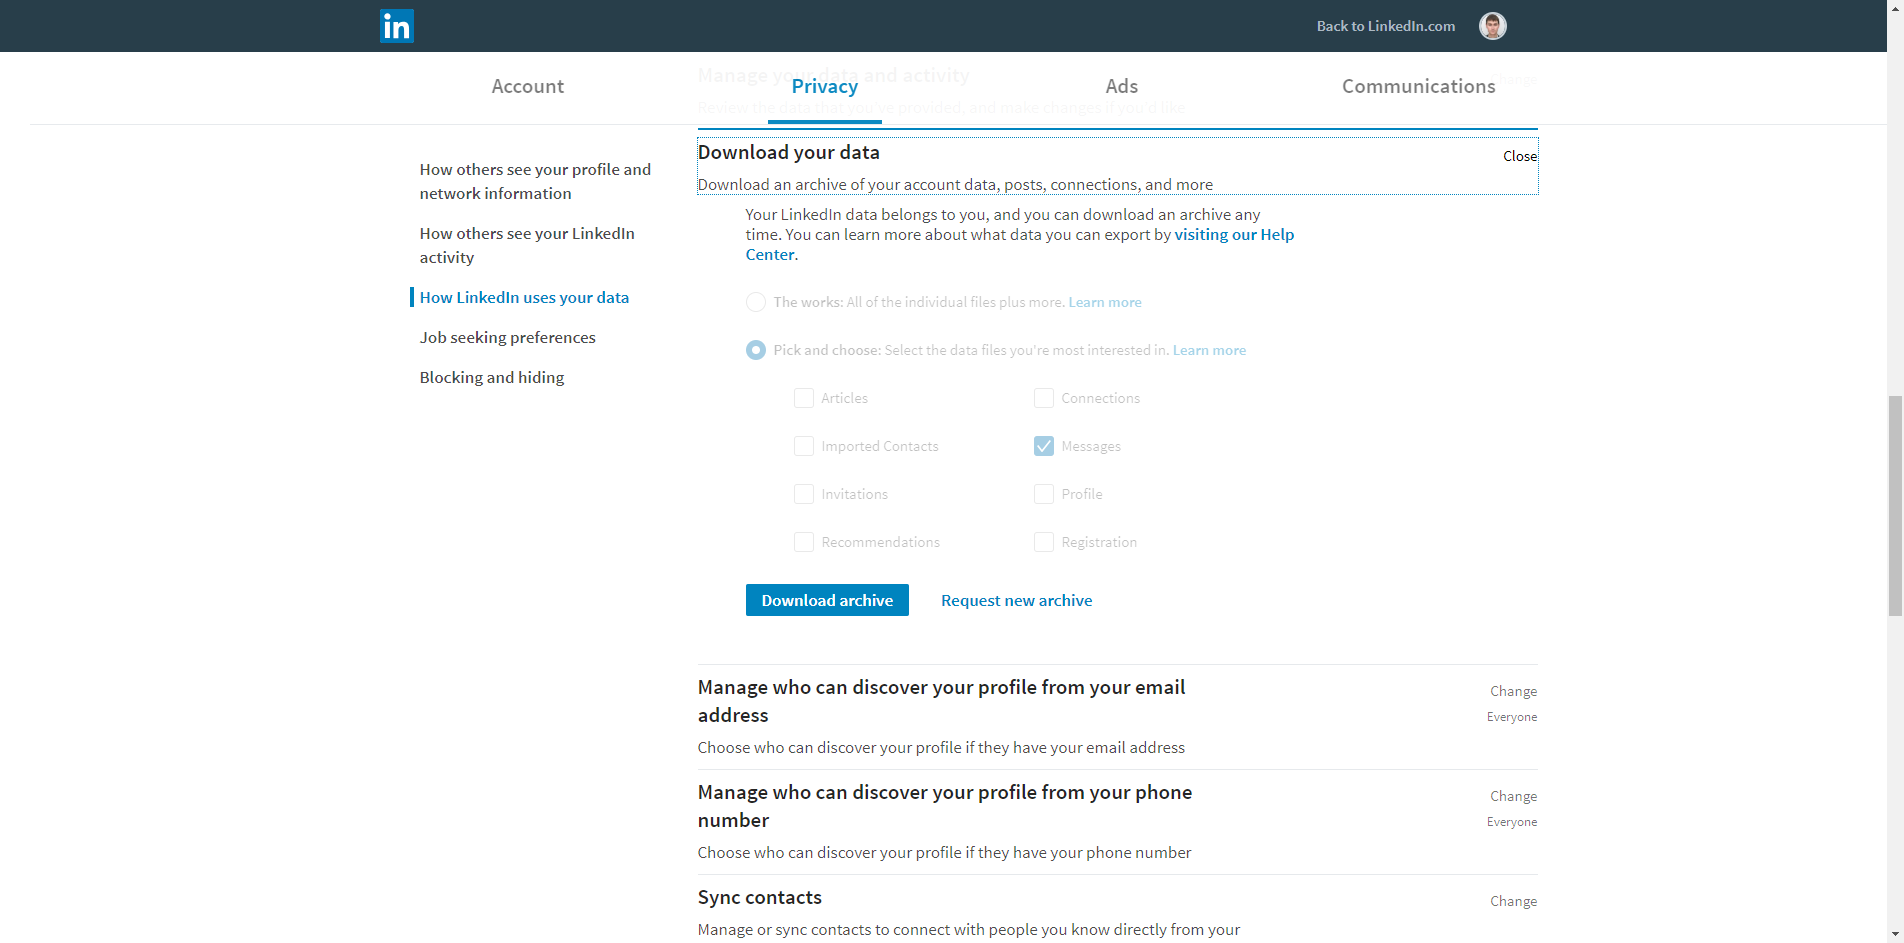 in
Back to LinkedIn.com
Account
Privacy
Ads
Communications
Manage your data and activity
Change
Review the data that you've provided, and make changes if you'd like
How others see your profile and
network information
How others see your LinkedIn
activity
How LinkedIn uses your data
Job seeking preferences
Blocking and hiding
Download your data
Close
Download an archive of your account data, posts, connections, and more
Your LinkedIn data belongs to you, and you can download an archive any
time. You can learn more about what data you can export by visiting our Help
Center.
The works: All of the individual files plus more. Learn more
Pick and choose: Select the data files you're most interested in. Learn more
Articles
Connections
Imported Contacts
Messages
Invitations
Profile
Recommendations
Registration
Download archive
Request new archive
Manage who can discover your profile from your email
address
Change
Everyone
Choose who can discover your profile if they have your email address
Manage who can discover your profile from your phone
number
Change
Everyone
Choose who can discover your profile if they have your phone number
Sync contacts
Change
Manage or sync contacts to connect with people you know directly from your